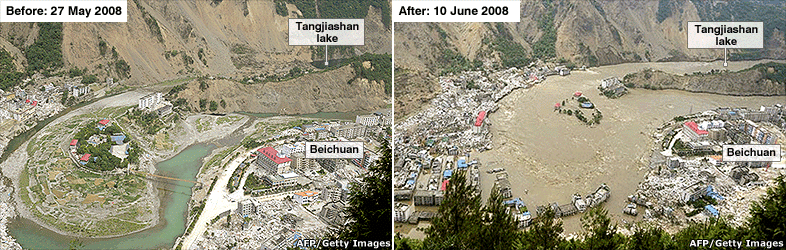 Before: 27 May 2008
Tangjiashan
lake
Beichuan
AFP/Getty Images
After: 10 June 2008
Tangjiashan
lake
Beichuan
AFP/Getty Images